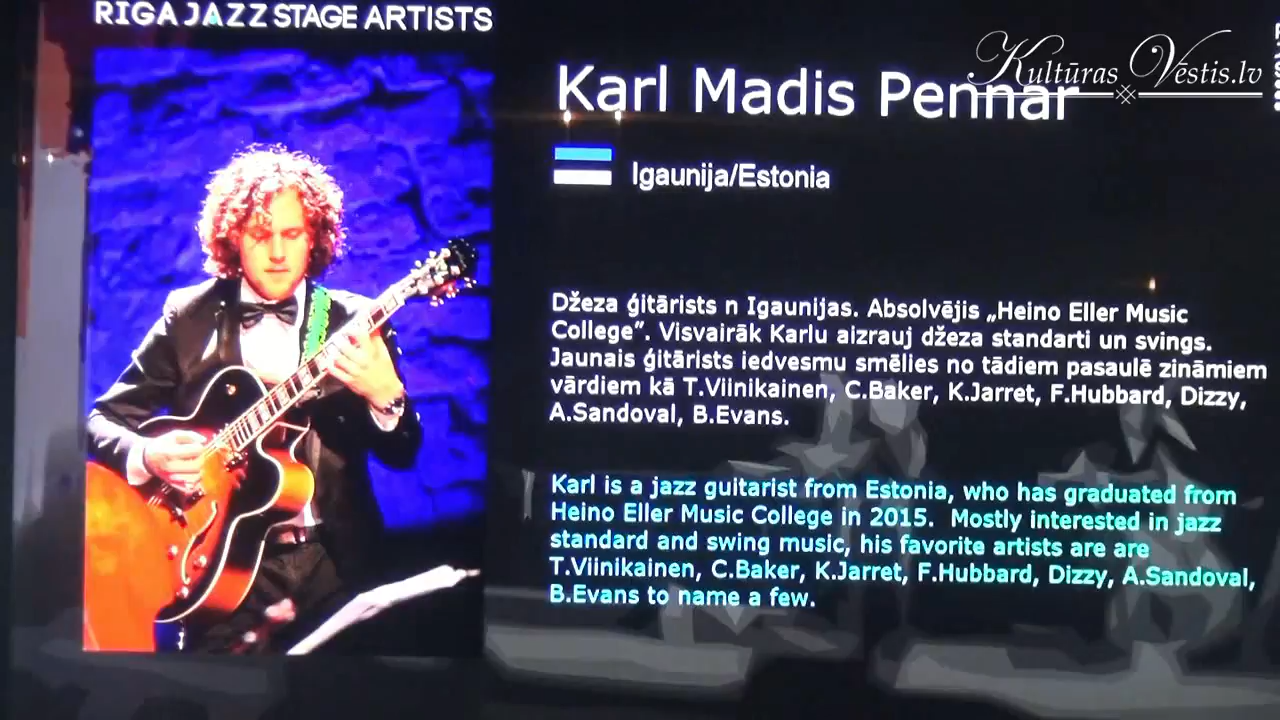 RIGA JAZZ STAGE ARTISTS
Kultūras Vēstis.lv
Karl Madis Pennar
Igaunija/Estonia
Džeza ģitārists n Igaunijas. Absolvējis „Heino Eller Music
College”. Visvairāk Karlu aizrauj džeza standarti un svings.
Jaunais ģitārists iedvesmu smēlies no tādiem pasaulē zināmiem
vārdiem kā T.Viinikainen, C.Baker, K.Jarret, F.Hubbard, Dizzy,
A.Sandoval, B.Evans.
Karl is a jazz guitarist from Estonia, who has graduated from
Heino Eller Music College in 2015. Mostly interested in jazz
standard and swing music, his favorite artists are are
T.Viinikainen, C.Baker, K.Jarret, F.Hubbard, Dizzy, A.Sandoval,
B.Evans to name a few.